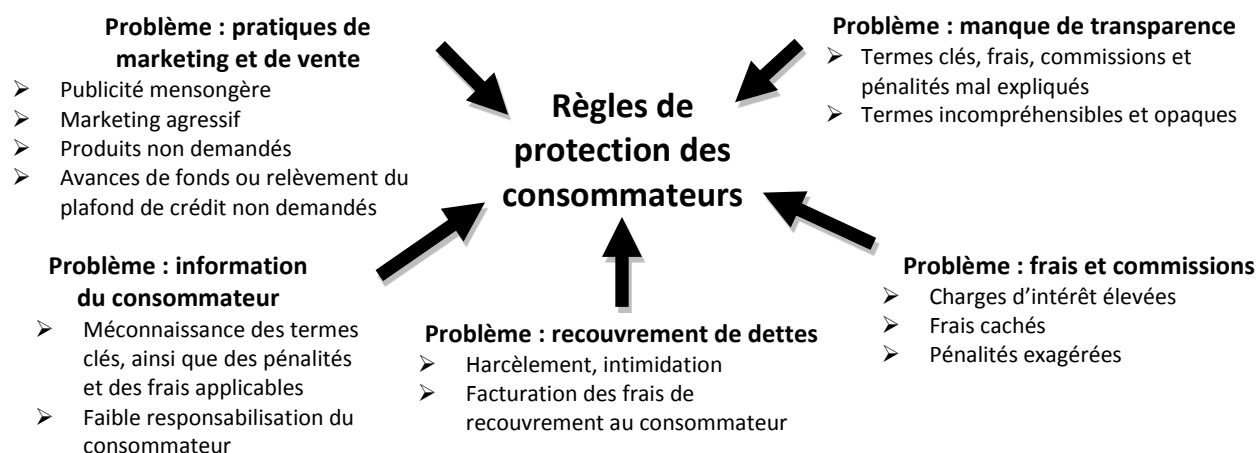 Problème : pratiques de
marketing et de vente
➢ Publicité mensongère
➢ Marketing agressif
➢ Produits non demandés
➢ Avances de fonds ou relèvement du
plafond de crédit non demandés
Règles de
protection des
consommateurs
Problème : manque de transparence
➢ Termes clés, frais, commissions et
pénalités mal expliqués
➢ Termes incompréhensibles et opaques
Problème : information
du consommateur
➢ Méconnaissance des termes
clés, ainsi que des pénalités
et des frais applicables
➢ Faible responsabilisation du
consommateur
Problème : recouvrement de dettes
➢ Harcèlement, intimidation
➢ Facturation des frais de
recouvrement au consommateur
Problème : frais et commissions
➢ Charges d’intérêt élevées
➢ Frais cachés
➢ Pénalités exagérées